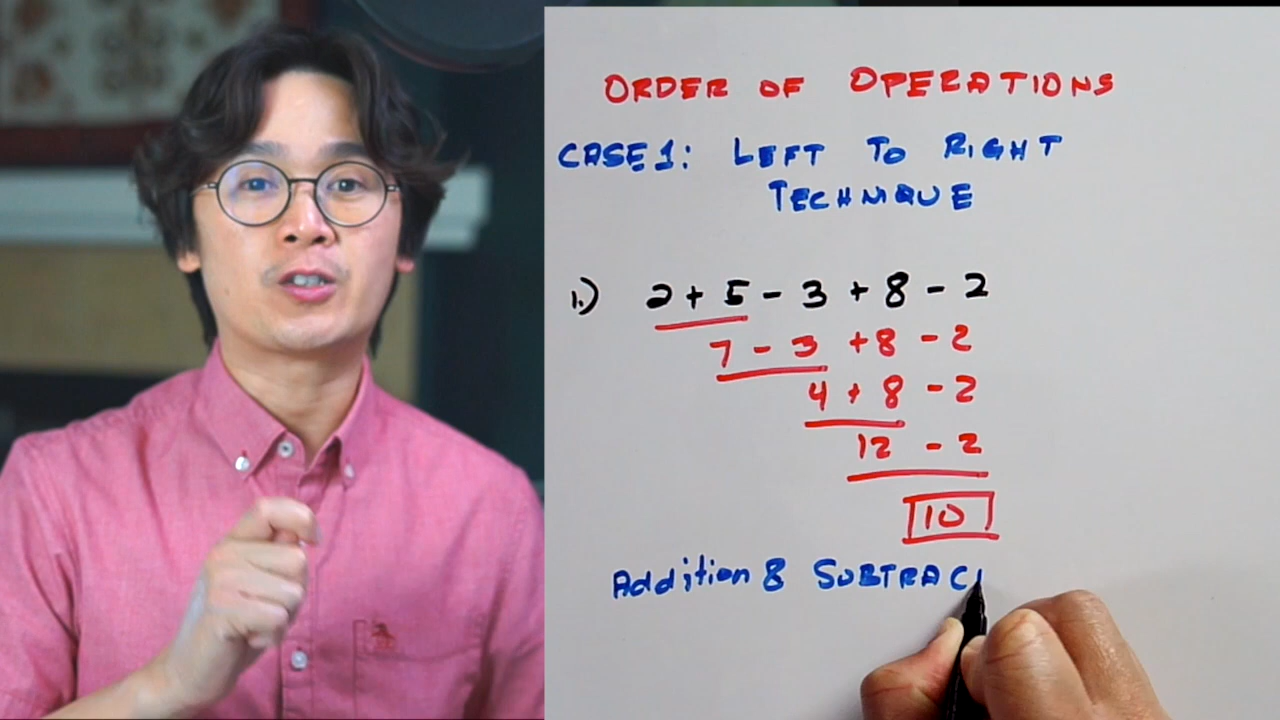 ORDER OF OPERATIONS
CASE 1: LEFT TO RIGHT
TECHNIQUE
1.) 2 + 5 - 3 + 8 - 2
7 - 3 + 8 - 2
4 + 8 - 2
12 - 2
10
Addition & SUBTRAC